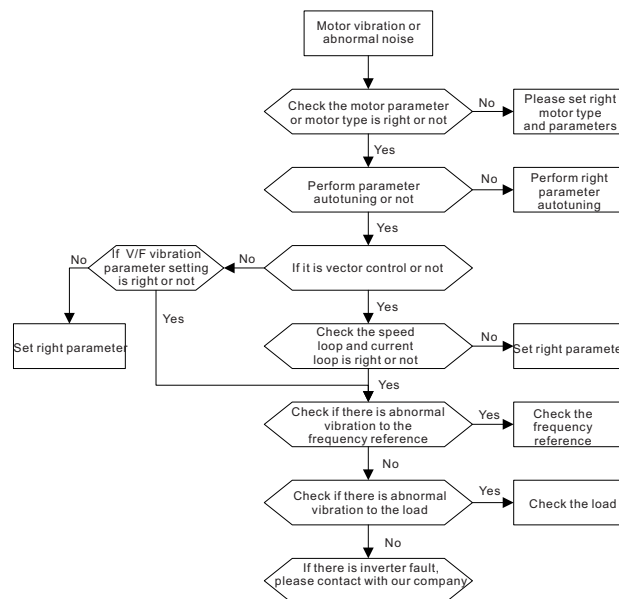 Motor vibration or
abnormal noise
Check the motor parameter
or motor type is right or not
No
Please set right
motor type
and parameters
Yes
Perform parameter
autotuning or not
No
Perform right
parameter
autotuning
Yes
If V/F vibration
parameter setting
is right or not
No
No
If it is vector control or not
Yes
Yes
Set right parameter
Check the speed
loop and current
loop is right or not
No
Set right parameter
Yes
Check if there is abnormal
vibration to the
frequency reference
Yes
Check the
frequency
reference
No
Check if there is abnormal
vibration to the load
Yes
Check the load
No
If there is inverter fault,
please contact with our company